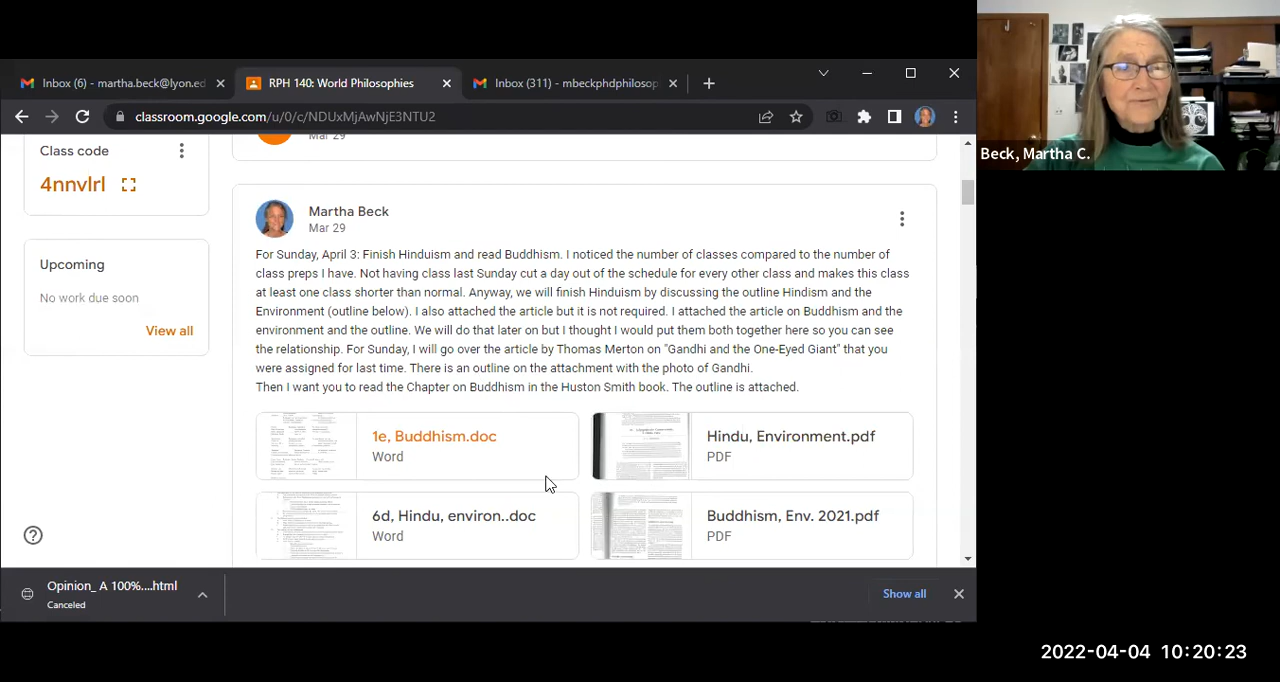 Inbox (6) - martha.beck@lyon.ed
RPH 140: World Philosophies
Inbox (311) - mbeckphdphilosop
classroom.google.com/u/0/c/NDUxMjAwNjE3NTU2
Class code
4nnvlrl
Mar 29
Martha Beck
Mar 29
For Sunday, April 3: Finish Hinduism and read Buddhism. I noticed the number of classes compared to the number of
class preps I have. Not having class last Sunday cut a day out of the schedule for every other class and makes this class
at least one class shorter than normal. Anyway, we will finish Hinduism by discussing the outline Hindism and the
Environment (outline below). I also attached the article but it is not required. I attached the article on Buddhism and the
environment and the outline. We will do that later on but I thought I would put them both together here so you can see
the relationship. For Sunday, I will go over the article by Thomas Merton on "Gandhi and the One-Eyed Giant" that you
were assigned for last time. There is an outline on the attachment with the photo of Gandhi.
Then I want you to read the Chapter on Buddhism in the Huston Smith book. The outline is attached.
Upcoming
No work due soon
View all
1e, Buddhism.doc
Word
Hindu, Environment.pdf
PDF
6d, Hindu, environ..doc
Word
Buddhism, Env. 2021.pdf
PDF
Opinion_ A 100%....html
Canceled
Show all
Beck, Martha C.
2022-04-04 10:20:23